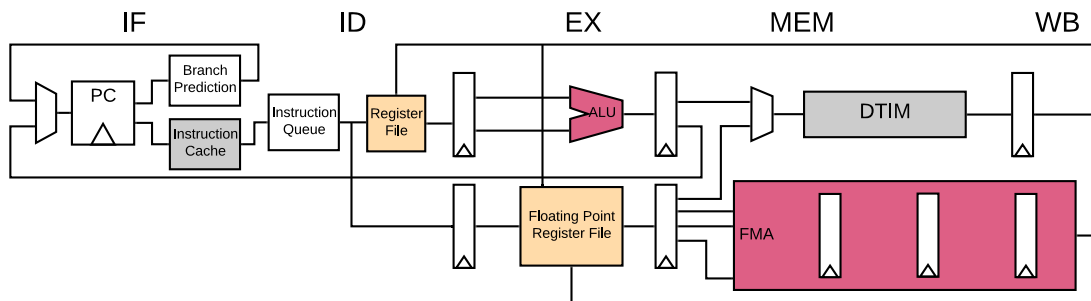 IF
ID
EX
MEM
WB
Branch
Prediction
PC
Instruction
Cache
Instruction
Queue
Register
File
ALU
DTIM
Floating Point
Register File
FMA